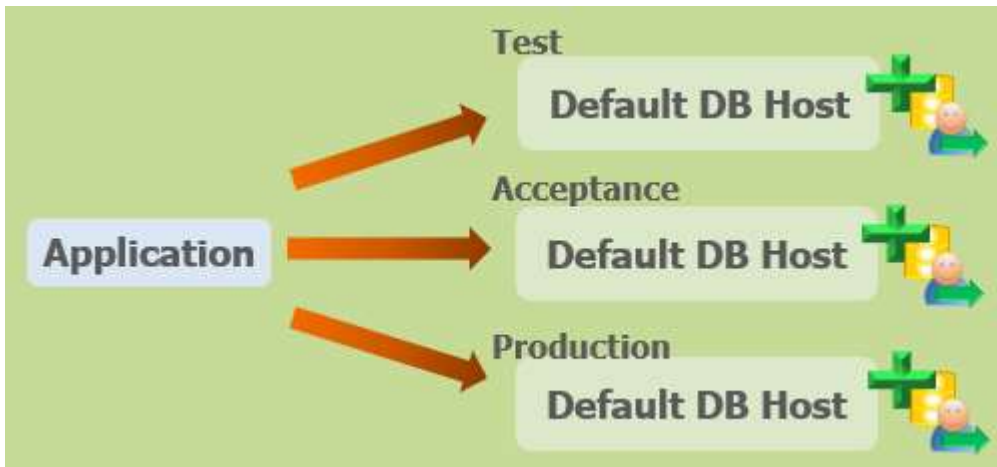 Test
Default DB Host
Acceptance
Application
Default DB Host
Production
Default DB Host